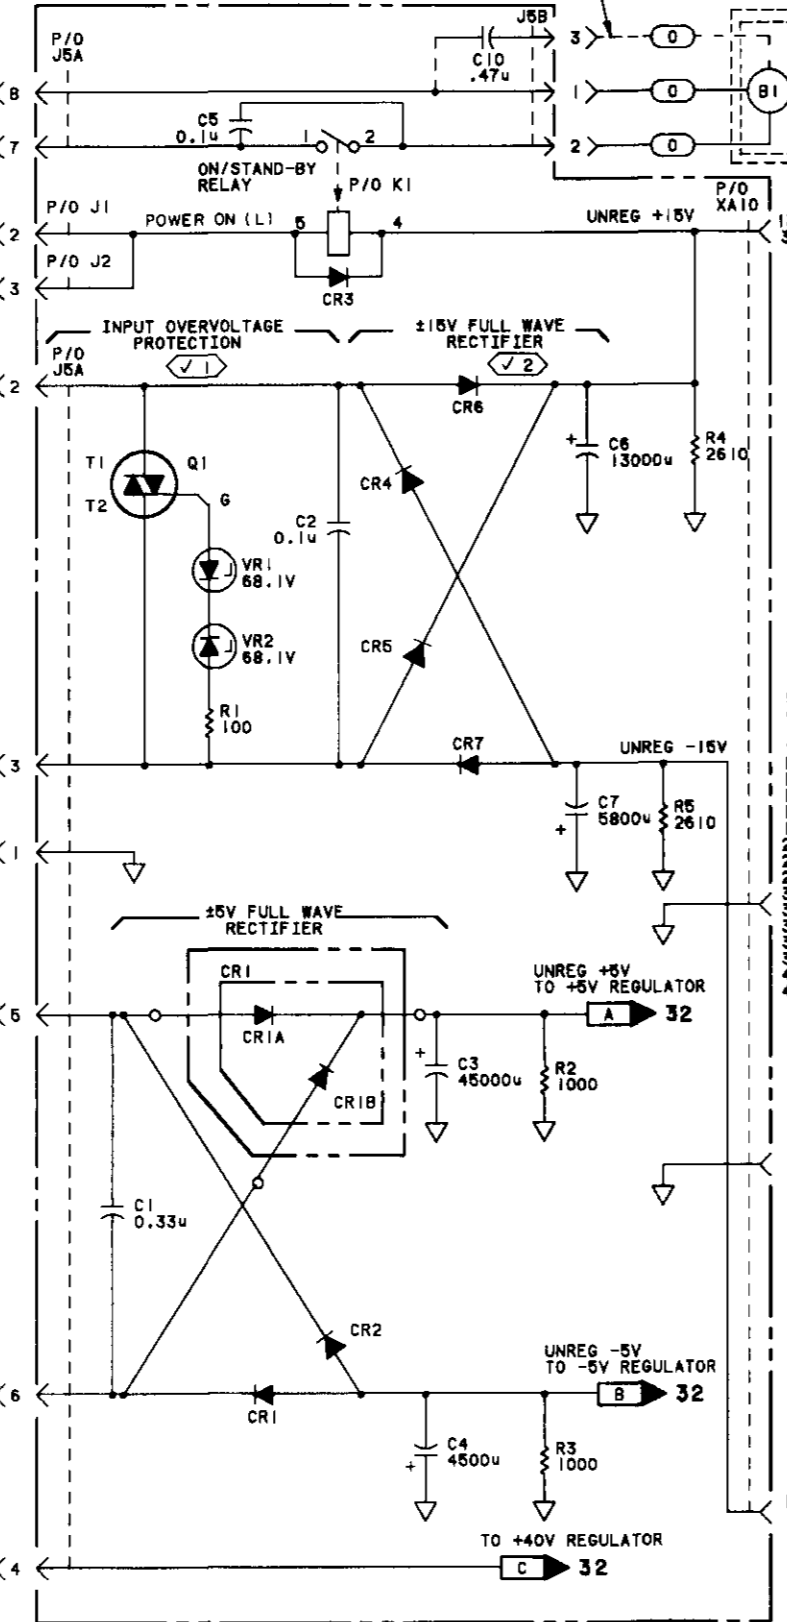 J5B
P/O
J5A
3
0
C10
.47u
8
1
0
B1
C5
0.1u
1
2
7
2
0
ON/STAND-BY
RELAY
P/O K1
P/O
XA10
P/O J1
POWER ON (L)
5
4
UNREG +15V
2
P/O J2
3
CR3
INPUT OVERVOLTAGE
PROTECTION
√ 1
±15V FULL WAVE
RECTIFIER
√ 2
P/O
J5A
2
CR6
C6
13000u
+
R4
2610
T1
Q1
T2
G
CR4
C2
0.1u
VR1
68.1V
VR2
68.1V
CR5
R1
100
CR7
UNREG -15V
3
C7
5800u
+
R5
2610
1
±5V FULL WAVE
RECTIFIER
CR1
UNREG +5V
TO +5V REGULATOR
5
A
32
CR1A
+
C3
45000u
R2
1000
CR1B
C1
0.33u
CR2
UNREG -5V
TO -5V REGULATOR
6
B
32
CR1
C4
4500u
+
R3
1000
TO +40V REGULATOR
4
C
32